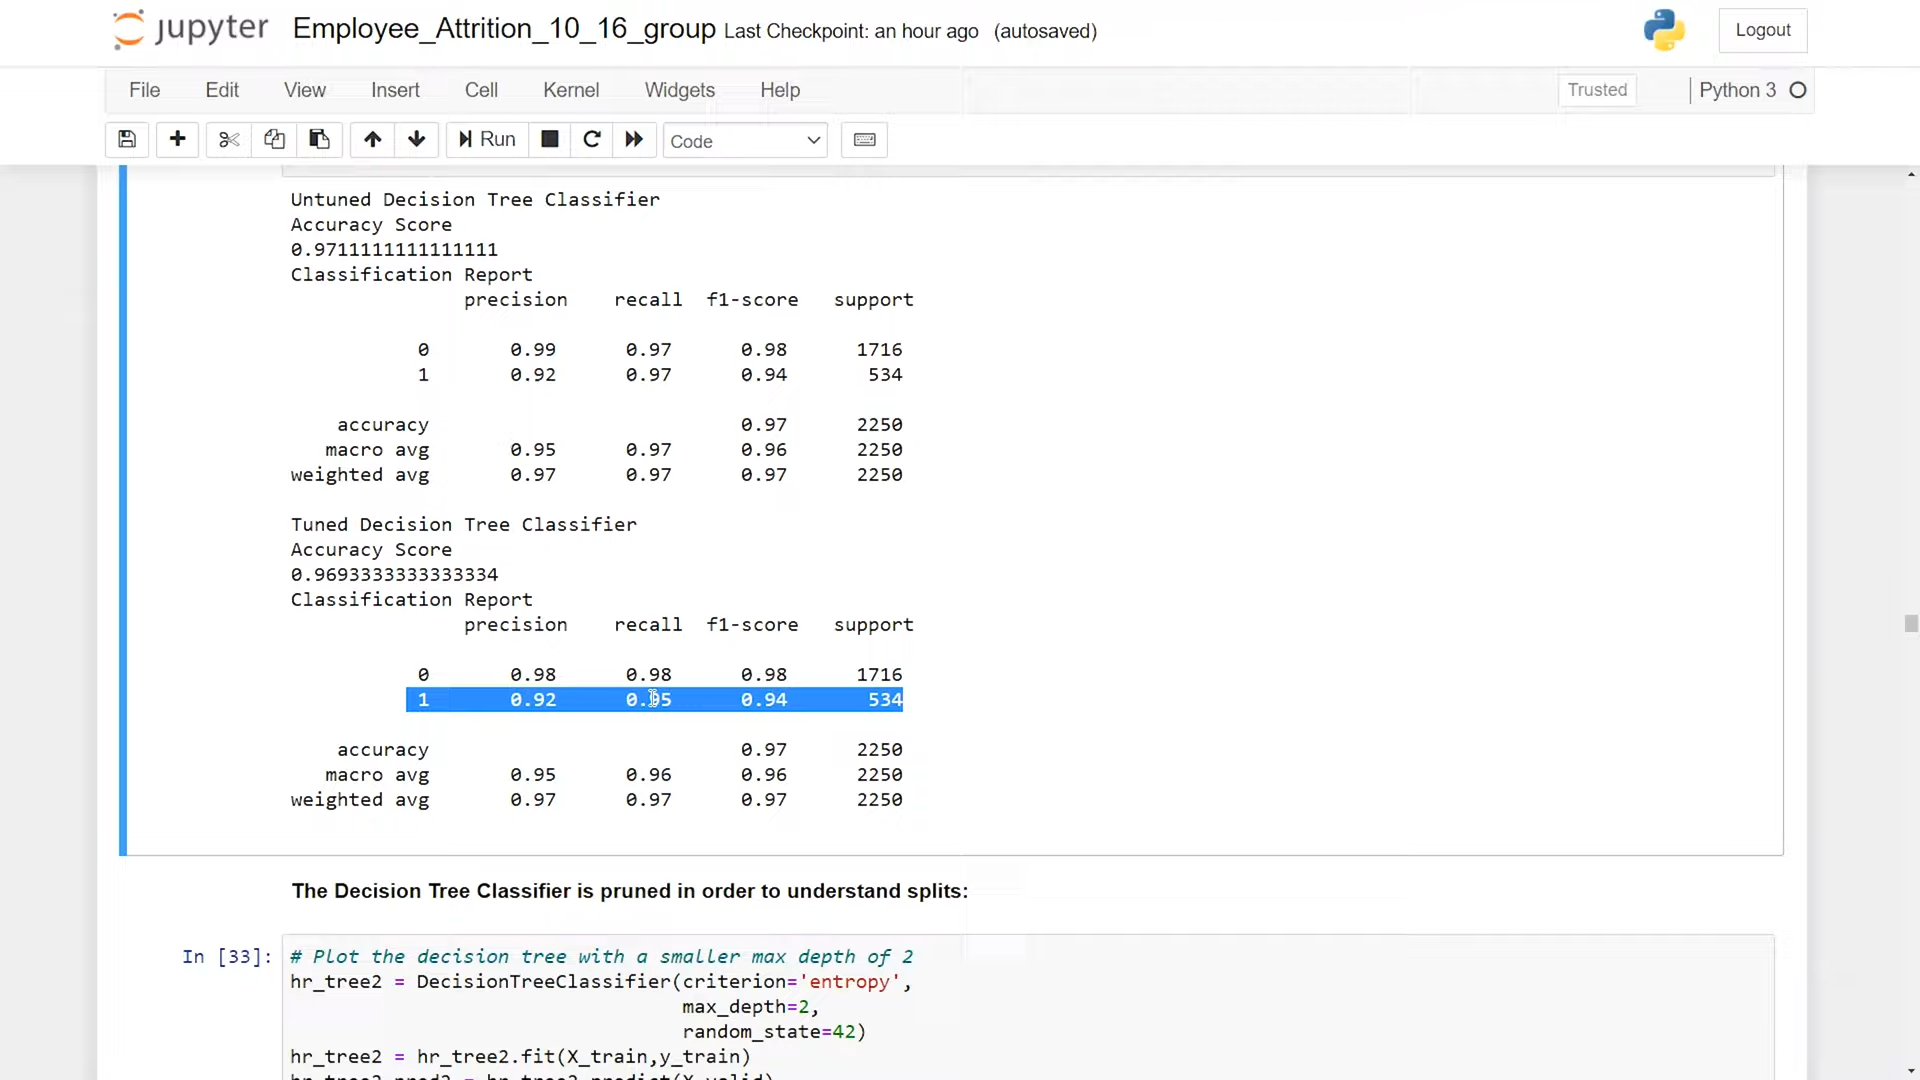 jupyter Employee_Attrition_10_16_group Last Checkpoint: an hour ago (autosaved) Logout
File Edit View Insert Cell Kernel Widgets Help Trusted Python 3
Run Code
Untuned Decision Tree Classifier
Accuracy Score
0.9711111111111111
Classification Report
precision recall f1-score support
0 0.99 0.97 0.98 1716
1 0.92 0.97 0.94 534
accuracy 0.97 2250
macro avg 0.95 0.97 0.96 2250
weighted avg 0.97 0.97 0.97 2250
Tuned Decision Tree Classifier
Accuracy Score
0.9693333333333334
Classification Report
precision recall f1-score support
0 0.98 0.98 0.98 1716
1 0.92 0.95 0.94 534
accuracy 0.97 2250
macro avg 0.95 0.96 0.96 2250
weighted avg 0.97 0.97 0.97 2250
The Decision Tree Classifier is pruned in order to understand splits:
In [33]: # Plot the decision tree with a smaller max depth of 2
hr_tree2 = DecisionTreeClassifier(criterion='entropy',
max_depth=2,
random_state=42)
hr_tree2 = hr_tree2.fit(X_train,y_train)